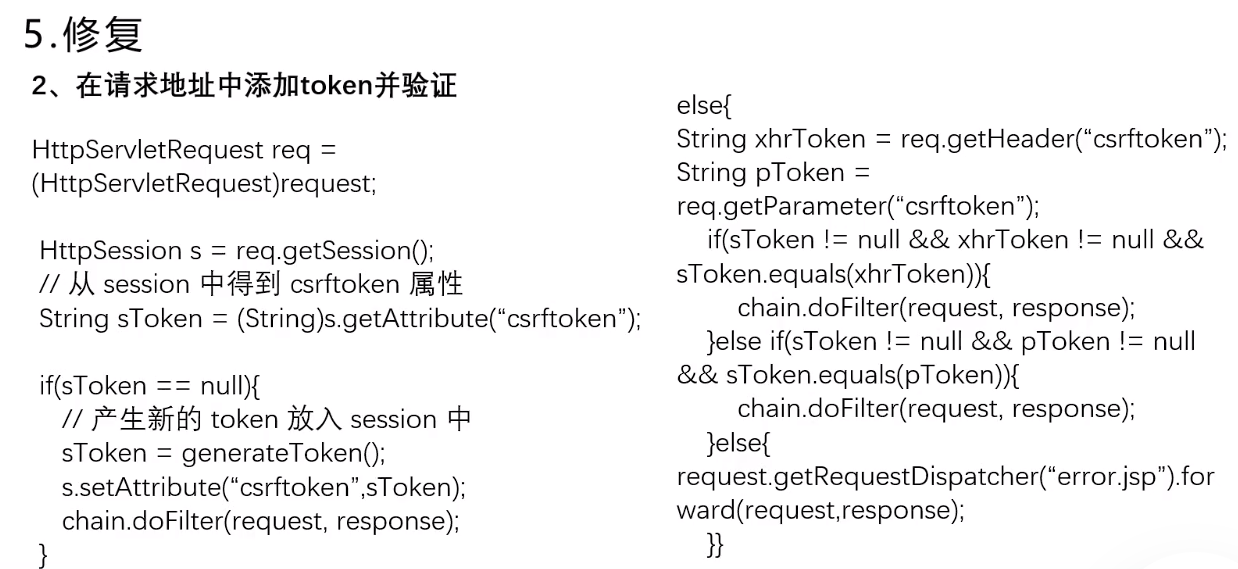 5.修复
2、在请求地址中添加token并验证
HttpServletRequest req =
(HttpServletRequest)request;
HttpSession s = req.getSession();
// 从 session 中得到 csrftoken 属性
String sToken = (String)s.getAttribute(“csrftoken”);
if(sToken == null){
// 产生新的 token 放入 session 中
sToken = generateToken();
s.setAttribute(“csrftoken”,sToken);
chain.doFilter(request, response);
}
else{
String xhrToken = req.getHeader(“csrftoken”);
String pToken =
req.getParameter(“csrftoken”);
if(sToken != null && xhrToken != null &&
sToken.equals(xhrToken)){
chain.doFilter(request, response);
}else if(sToken != null && pToken != null
&& sToken.equals(pToken)){
chain.doFilter(request, response);
}else{
request.getRequestDispatcher(“error.jsp”).for
ward(request,response);
}}